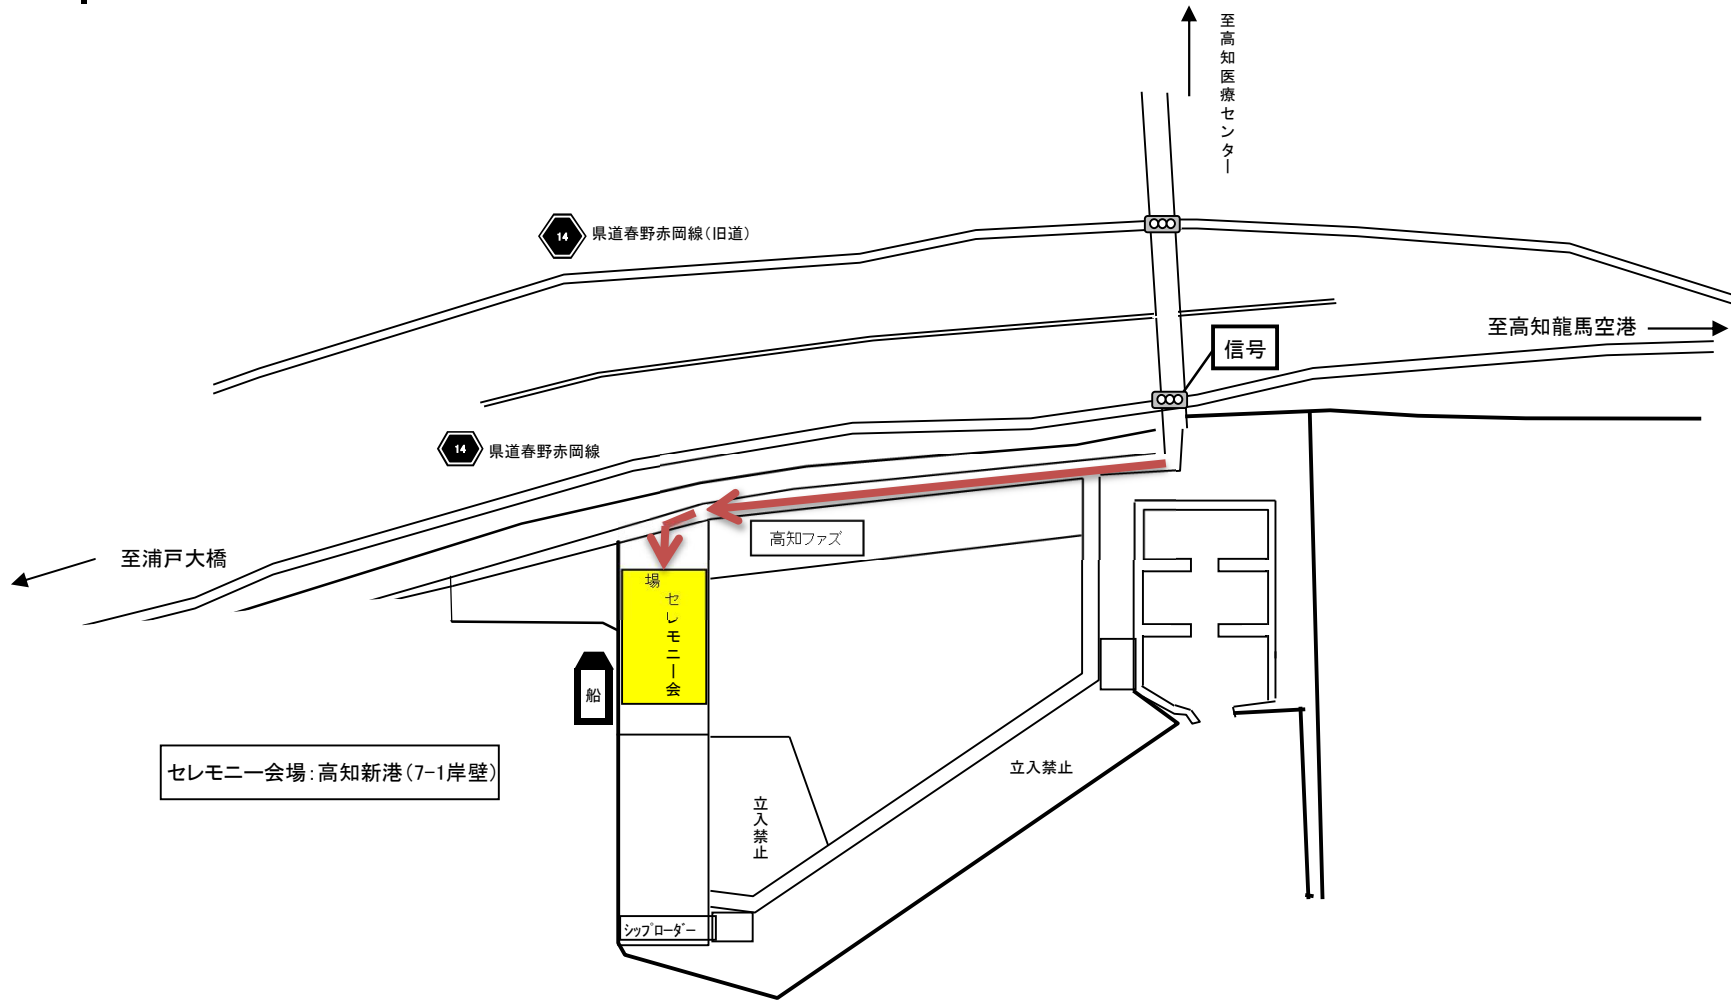 至高知医療センター
14
県道春野赤岡線(旧道)
至高知龍馬空港
信号
14
県道春野赤岡線
高知ファズ
至浦戸大橋
場
セレモニー会
船
セレモニー会場:高知新港(7-1岸壁)
立入禁止
立入禁止
シップローダー